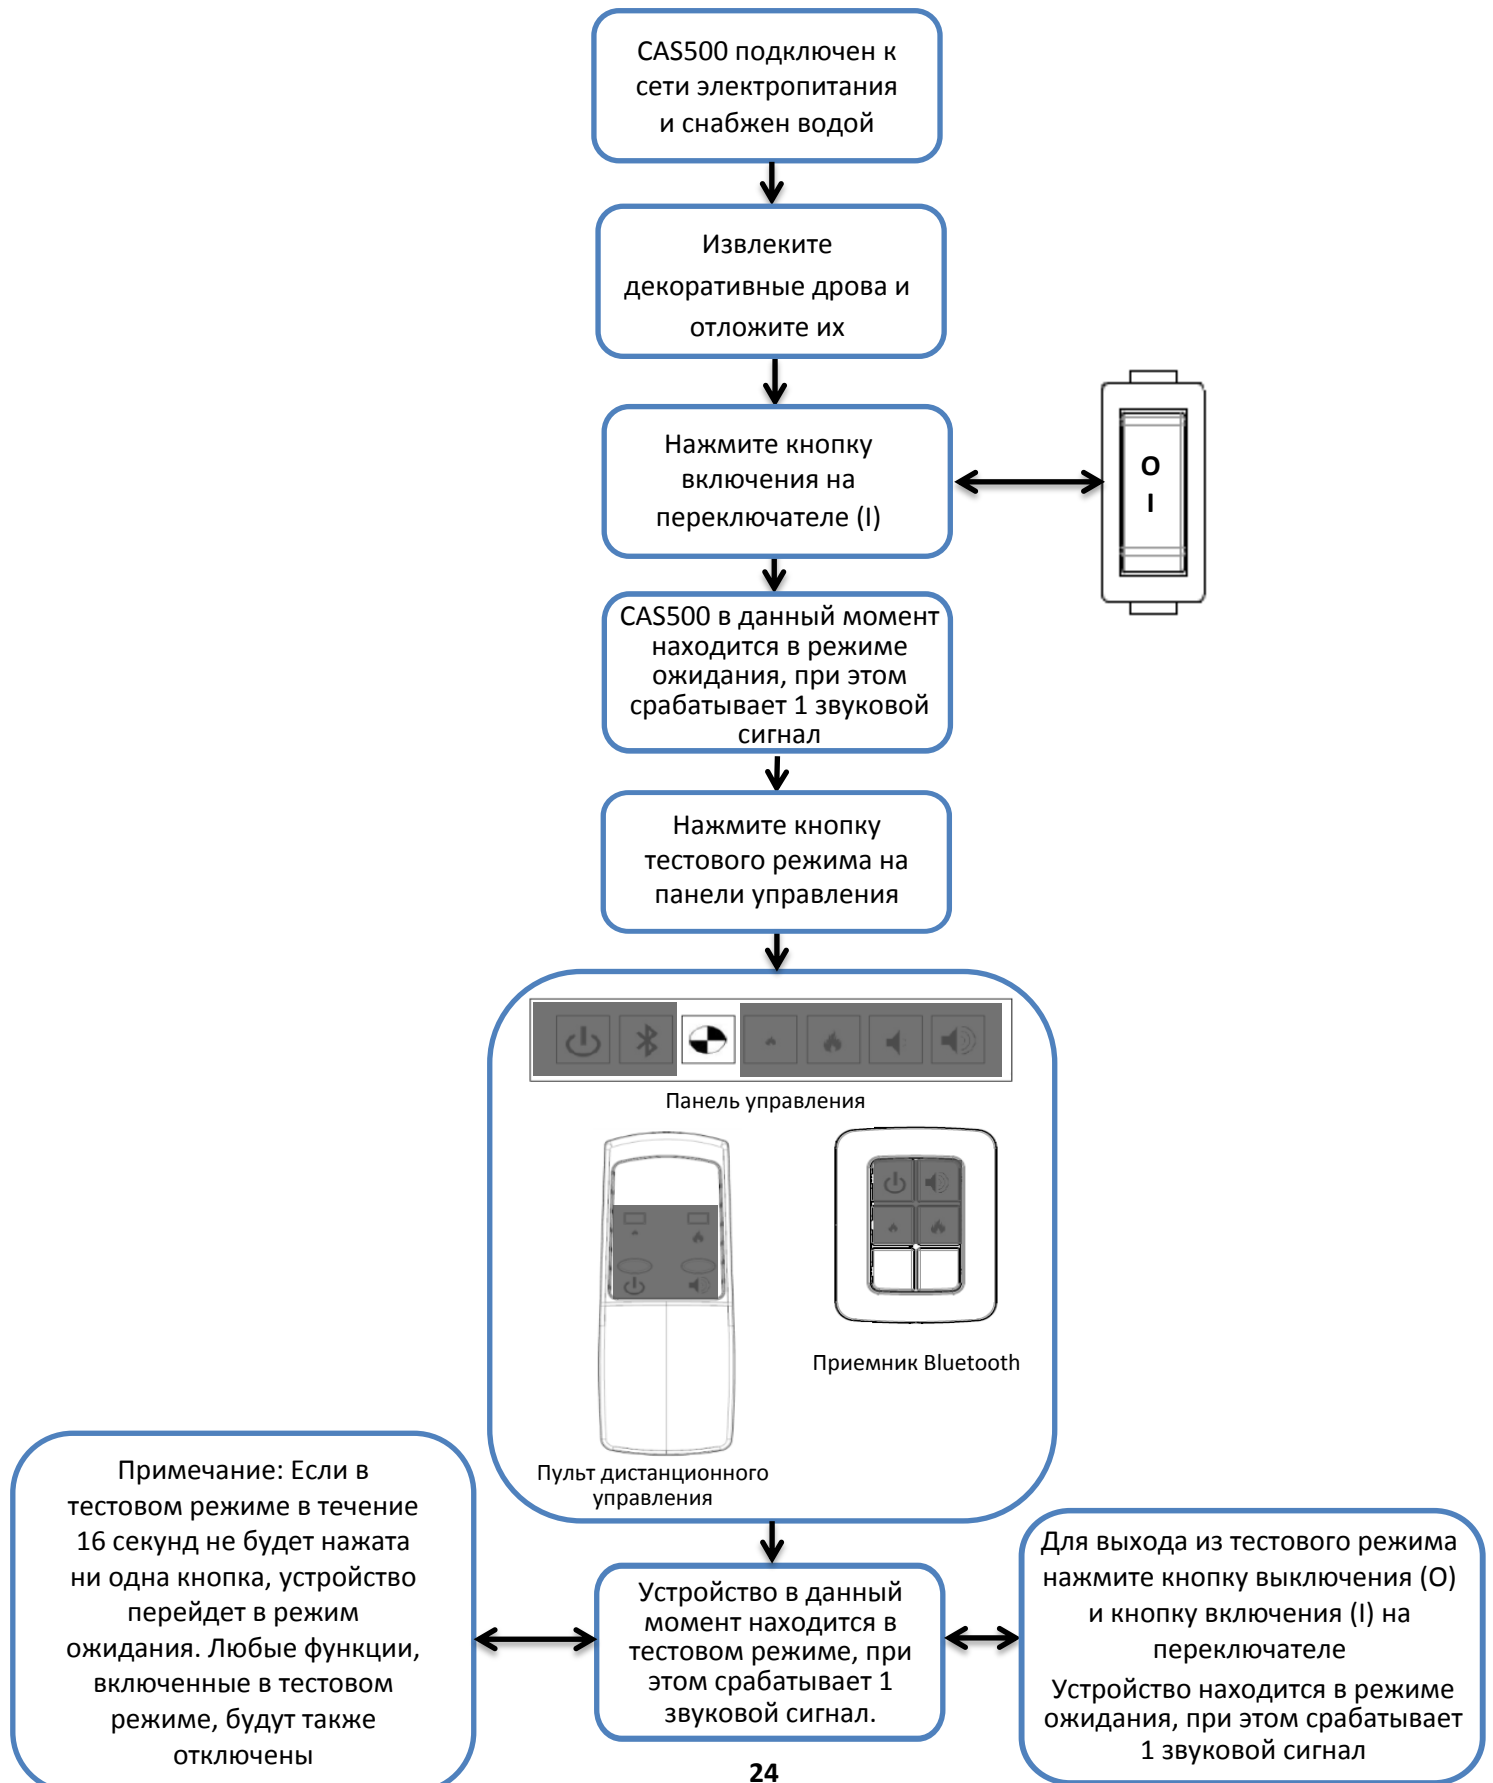 CAS500 подключен к
сети электропитания
и снабжен водой
Извлеките
декоративные дрова и
отложите их
Нажмите кнопку
включения на
переключателе (I)
O
I
CAS500 в данный момент
находится в режиме
ожидания, при этом
срабатывает 1 звуковой
сигнал
Нажмите кнопку
тестового режима на
панели управления
Панель управления
Приемник Bluetooth
Пульт дистанционного
управления
Примечание: Если в
тестовом режиме в течение
16 секунд не будет нажата
ни одна кнопка, устройство
перейдет в режим
ожидания. Любые функции,
включенные в тестовом
режиме, будут также
отключены
Устройство в данный
момент находится в
тестовом режиме, при
этом срабатывает 1
звуковой сигнал.
Для выхода из тестового режима
нажмите кнопку выключения (O)
и кнопку включения (I) на
переключателе
Устройство находится в режиме
ожидания, при этом срабатывает
1 звуковой сигнал
24